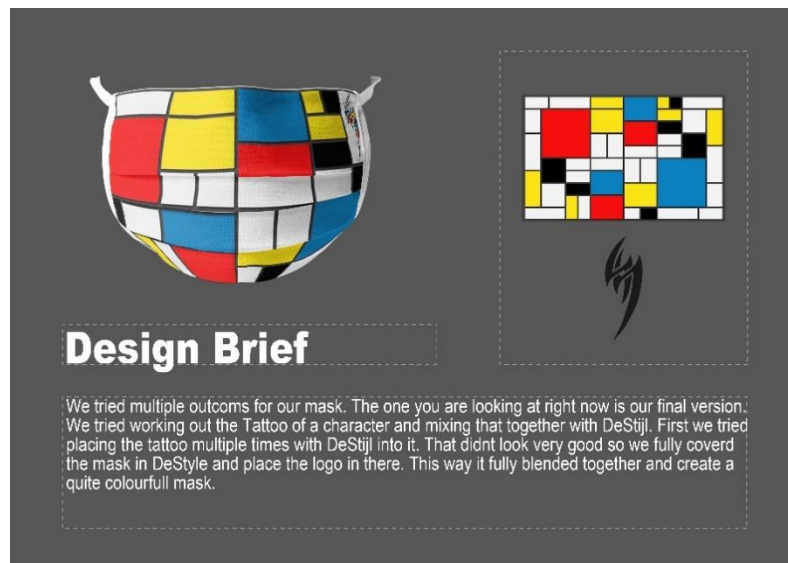 Design Brief
We tried multiple outcoms for our mask. The one you are looking at right now is our final version.
We tried working out the Tattoo of a character and mixing that together with DeStijl. First we tried
placing the tattoo multiple times with DeStijl into it. That didnt look very good so we fully coverd
the mask in DeStyle and place the logo in there. This way it fully blended together and create a
quite colourfull mask.